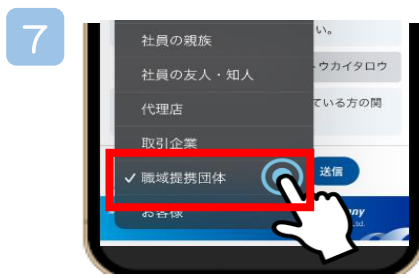 7
社員の親族
い。
社員の友人・知人
ウカイタロウ
代理店
ている方の関
取引企業
✓ 職域提携団体
送信
お客様
any
Ltd.